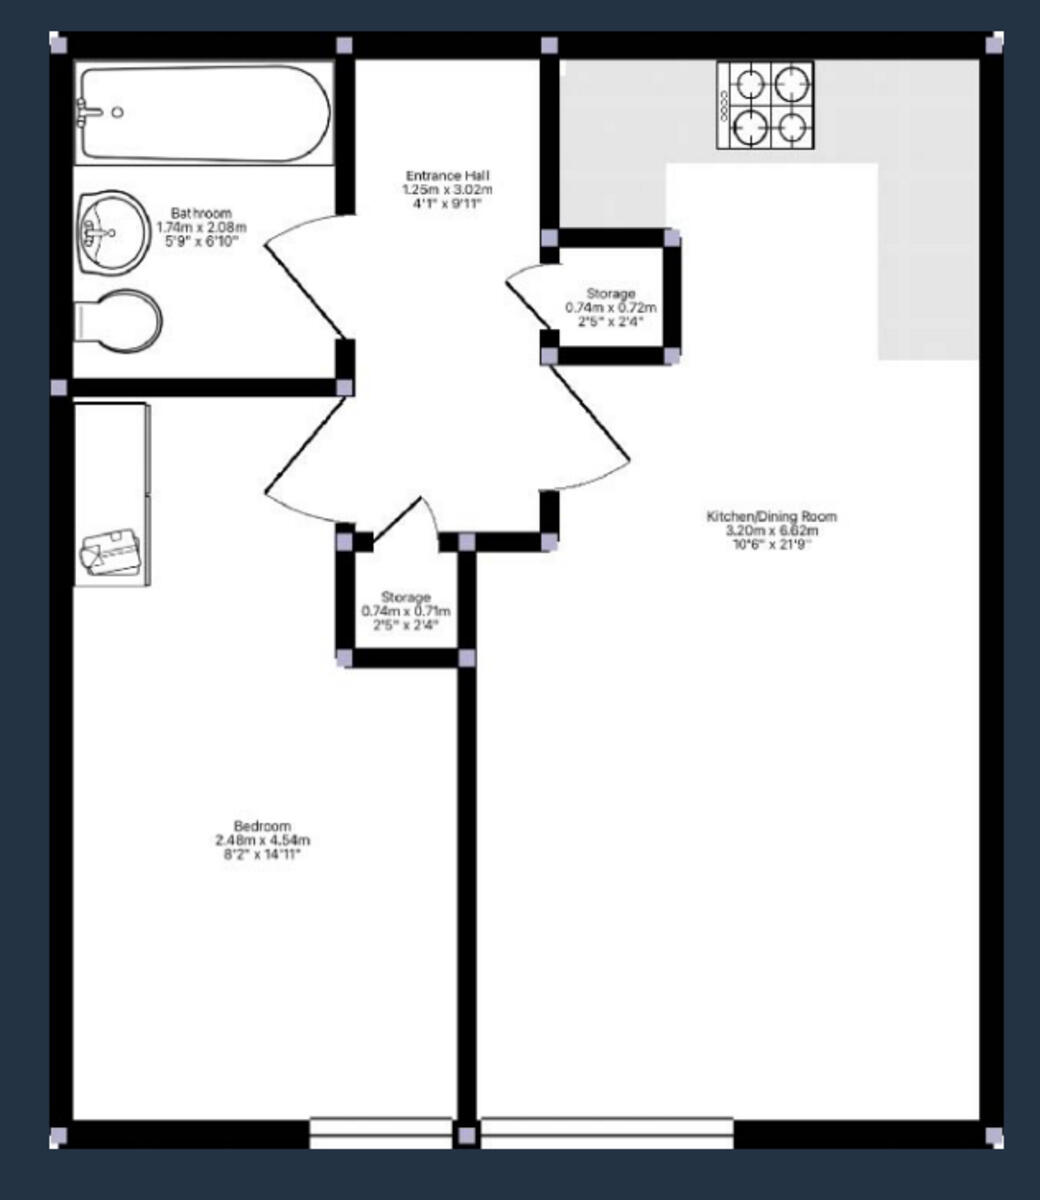 Entrance Hall
1.25m x 3.02m
4'1" x 9'11"
Bathroom
1.74m x 2.08m
5'9" x 6'10"
Storage
0.74m x 0.72m
2'5" x 2'4"
Kitchen/Dining Room
3.20m x 6.62m
10'6" x 21'9"
Storage
0.74m x 0.71m
2'5" x 2'4"
Bedroom
2.48m x 4.54m
8'2" x 14'11"